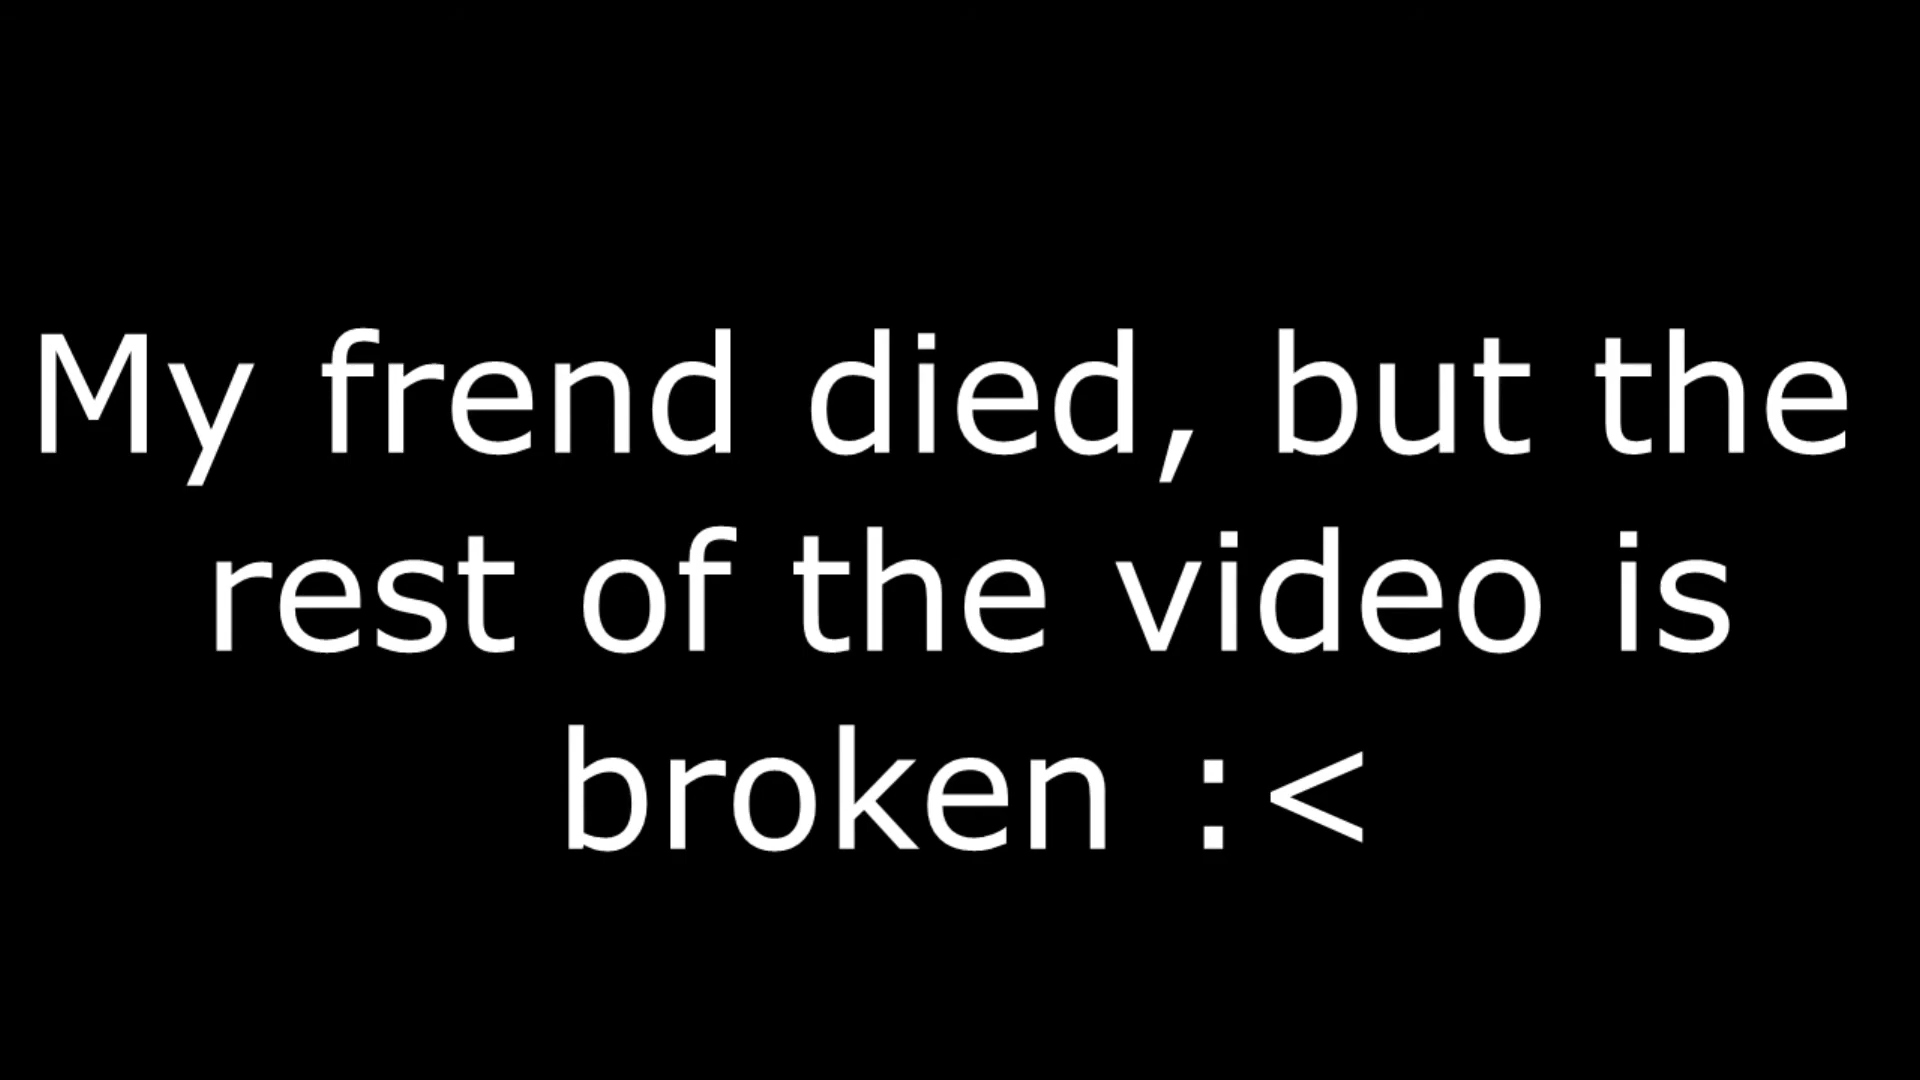 My frend died, but the
rest of the video is
broken :<